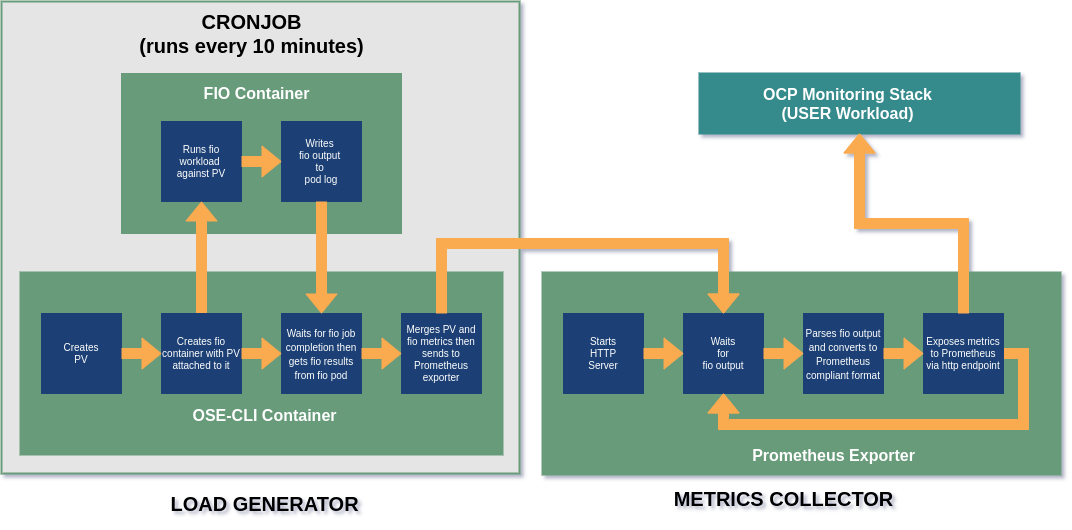 CRONJOB
(runs every 10 minutes)
FIO Container
Runs fio
workload
against PV
Writes
fio output
to
pod log
Creates
PV
Creates fio
container with PV
attached to it
Waits for fio job
completion then
gets fio results
from fio pod
Merges PV and
fio metrics then
sends to
Prometheus
exporter
OSE-CLI Container
LOAD GENERATOR
OCP Monitoring Stack
(USER Workload)
Starts
HTTP
Server
Waits
for
fio output
Parses fio output
and converts to
Prometheus
compliant format
Exposes metrics
to Prometheus
via http endpoint
Prometheus Exporter
METRICS COLLECTOR